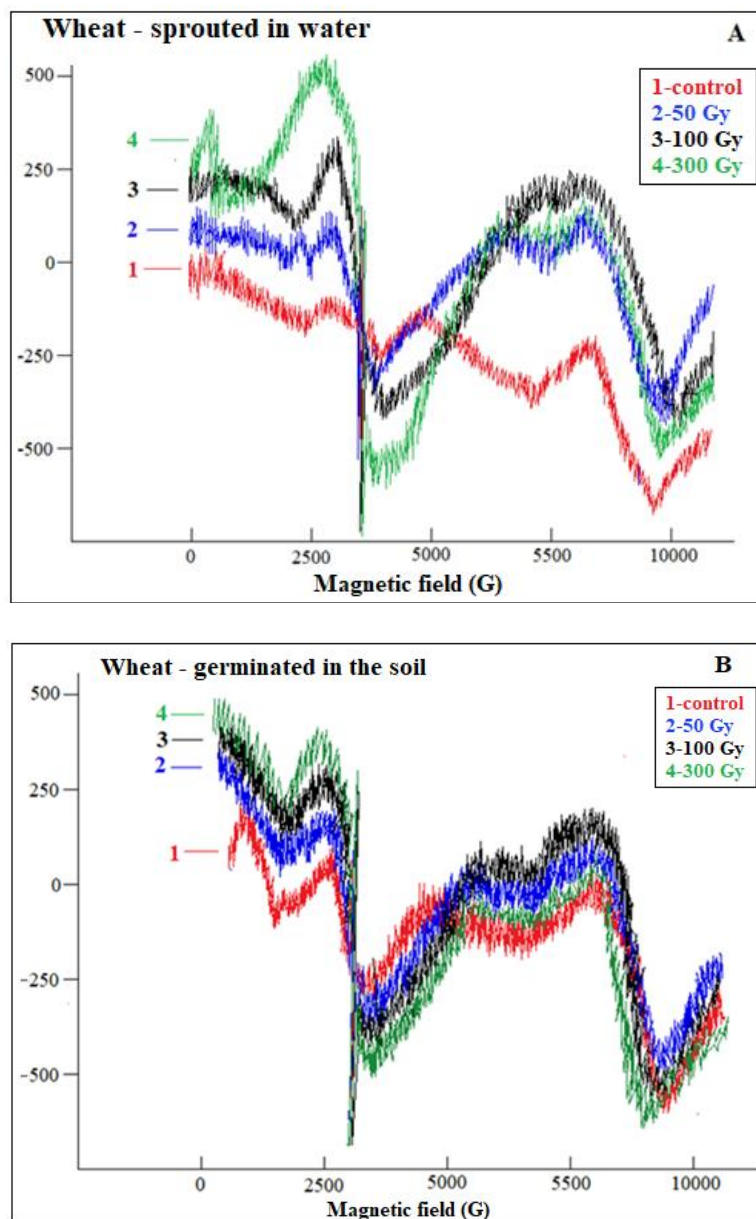 Wheat - sprouted in water
A
1-control
2-50 Gy
3-100 Gy
4-300 Gy
500
250
0
-250
-500
4
3
2
1
0 2500 5000 5500 10000
Magnetic field (G)
Wheat - germinated in the soil
B
1-control
2-50 Gy
3-100 Gy
4-300 Gy
500
250
0
-250
-500
4
3
2
1
0 2500 5000 5500 10000
Magnetic field (G)